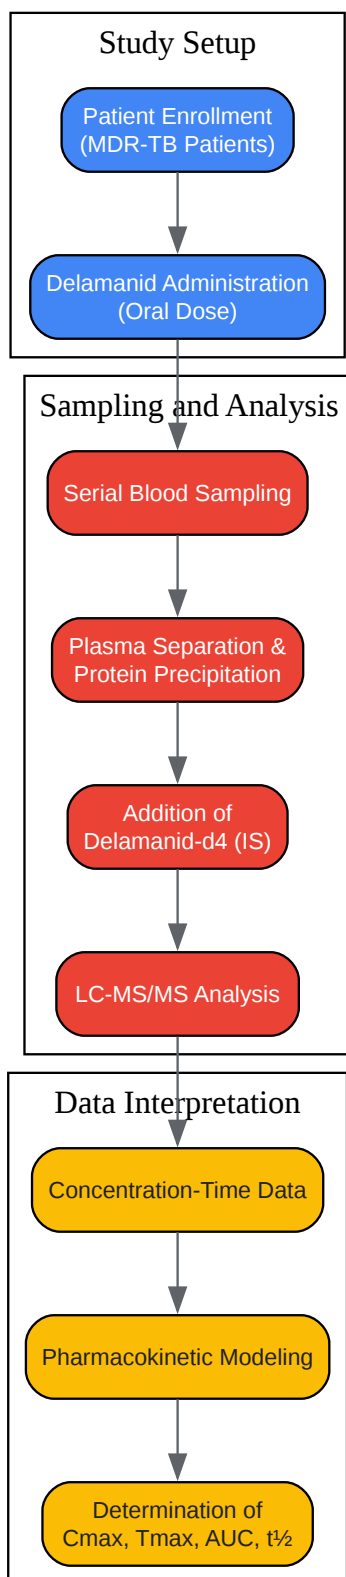 Study Setup
Patient Enrollment
(MDR-TB Patients)
Delamanid Administration
(Oral Dose)
Sampling and Analysis
Serial Blood Sampling
Plasma Separation &
Protein Precipitation
Addition of
Delamanid-d4 (IS)
LC-MS/MS Analysis
Data Interpretation
Concentration-Time Data
Pharmacokinetic Modeling
Determination of
Cmax, Tmax, AUC, t½